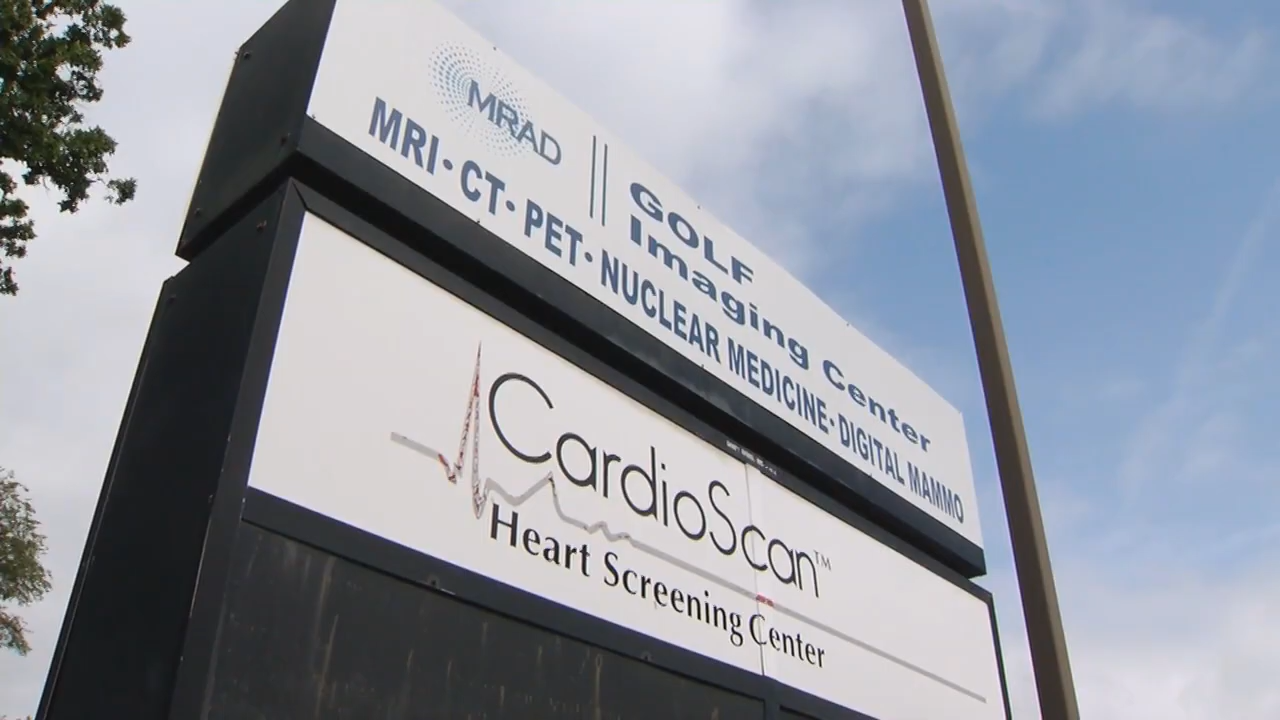 MRAD
GOLF
Imaging Center
MRI • CT • PET • NUCLEAR MEDICINE • DIGITAL MAMMO
CardioScan™
Heart Screening Center